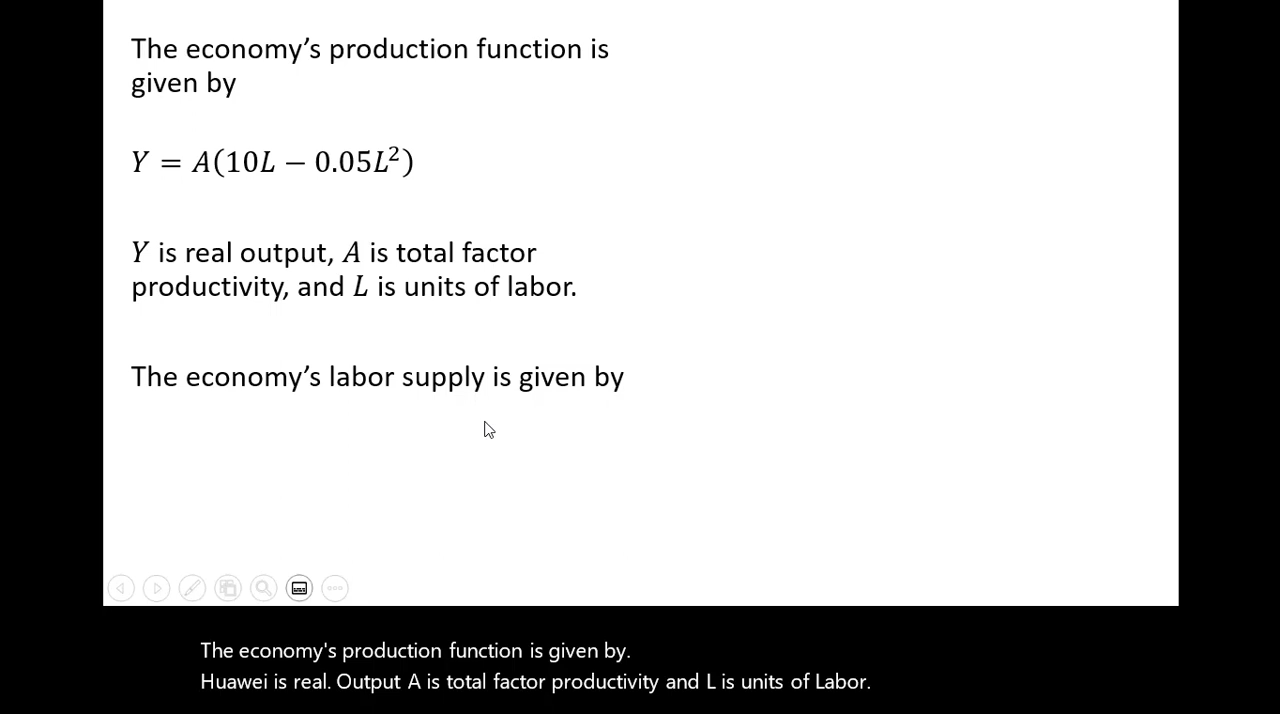 The economy’s production function is
given by
Y = A(10L − 0.05L²)
Y is real output, A is total factor
productivity, and L is units of labor.
The economy’s labor supply is given by
The economy's production function is given by.
Huawei is real. Output A is total factor productivity and L is units of Labor.